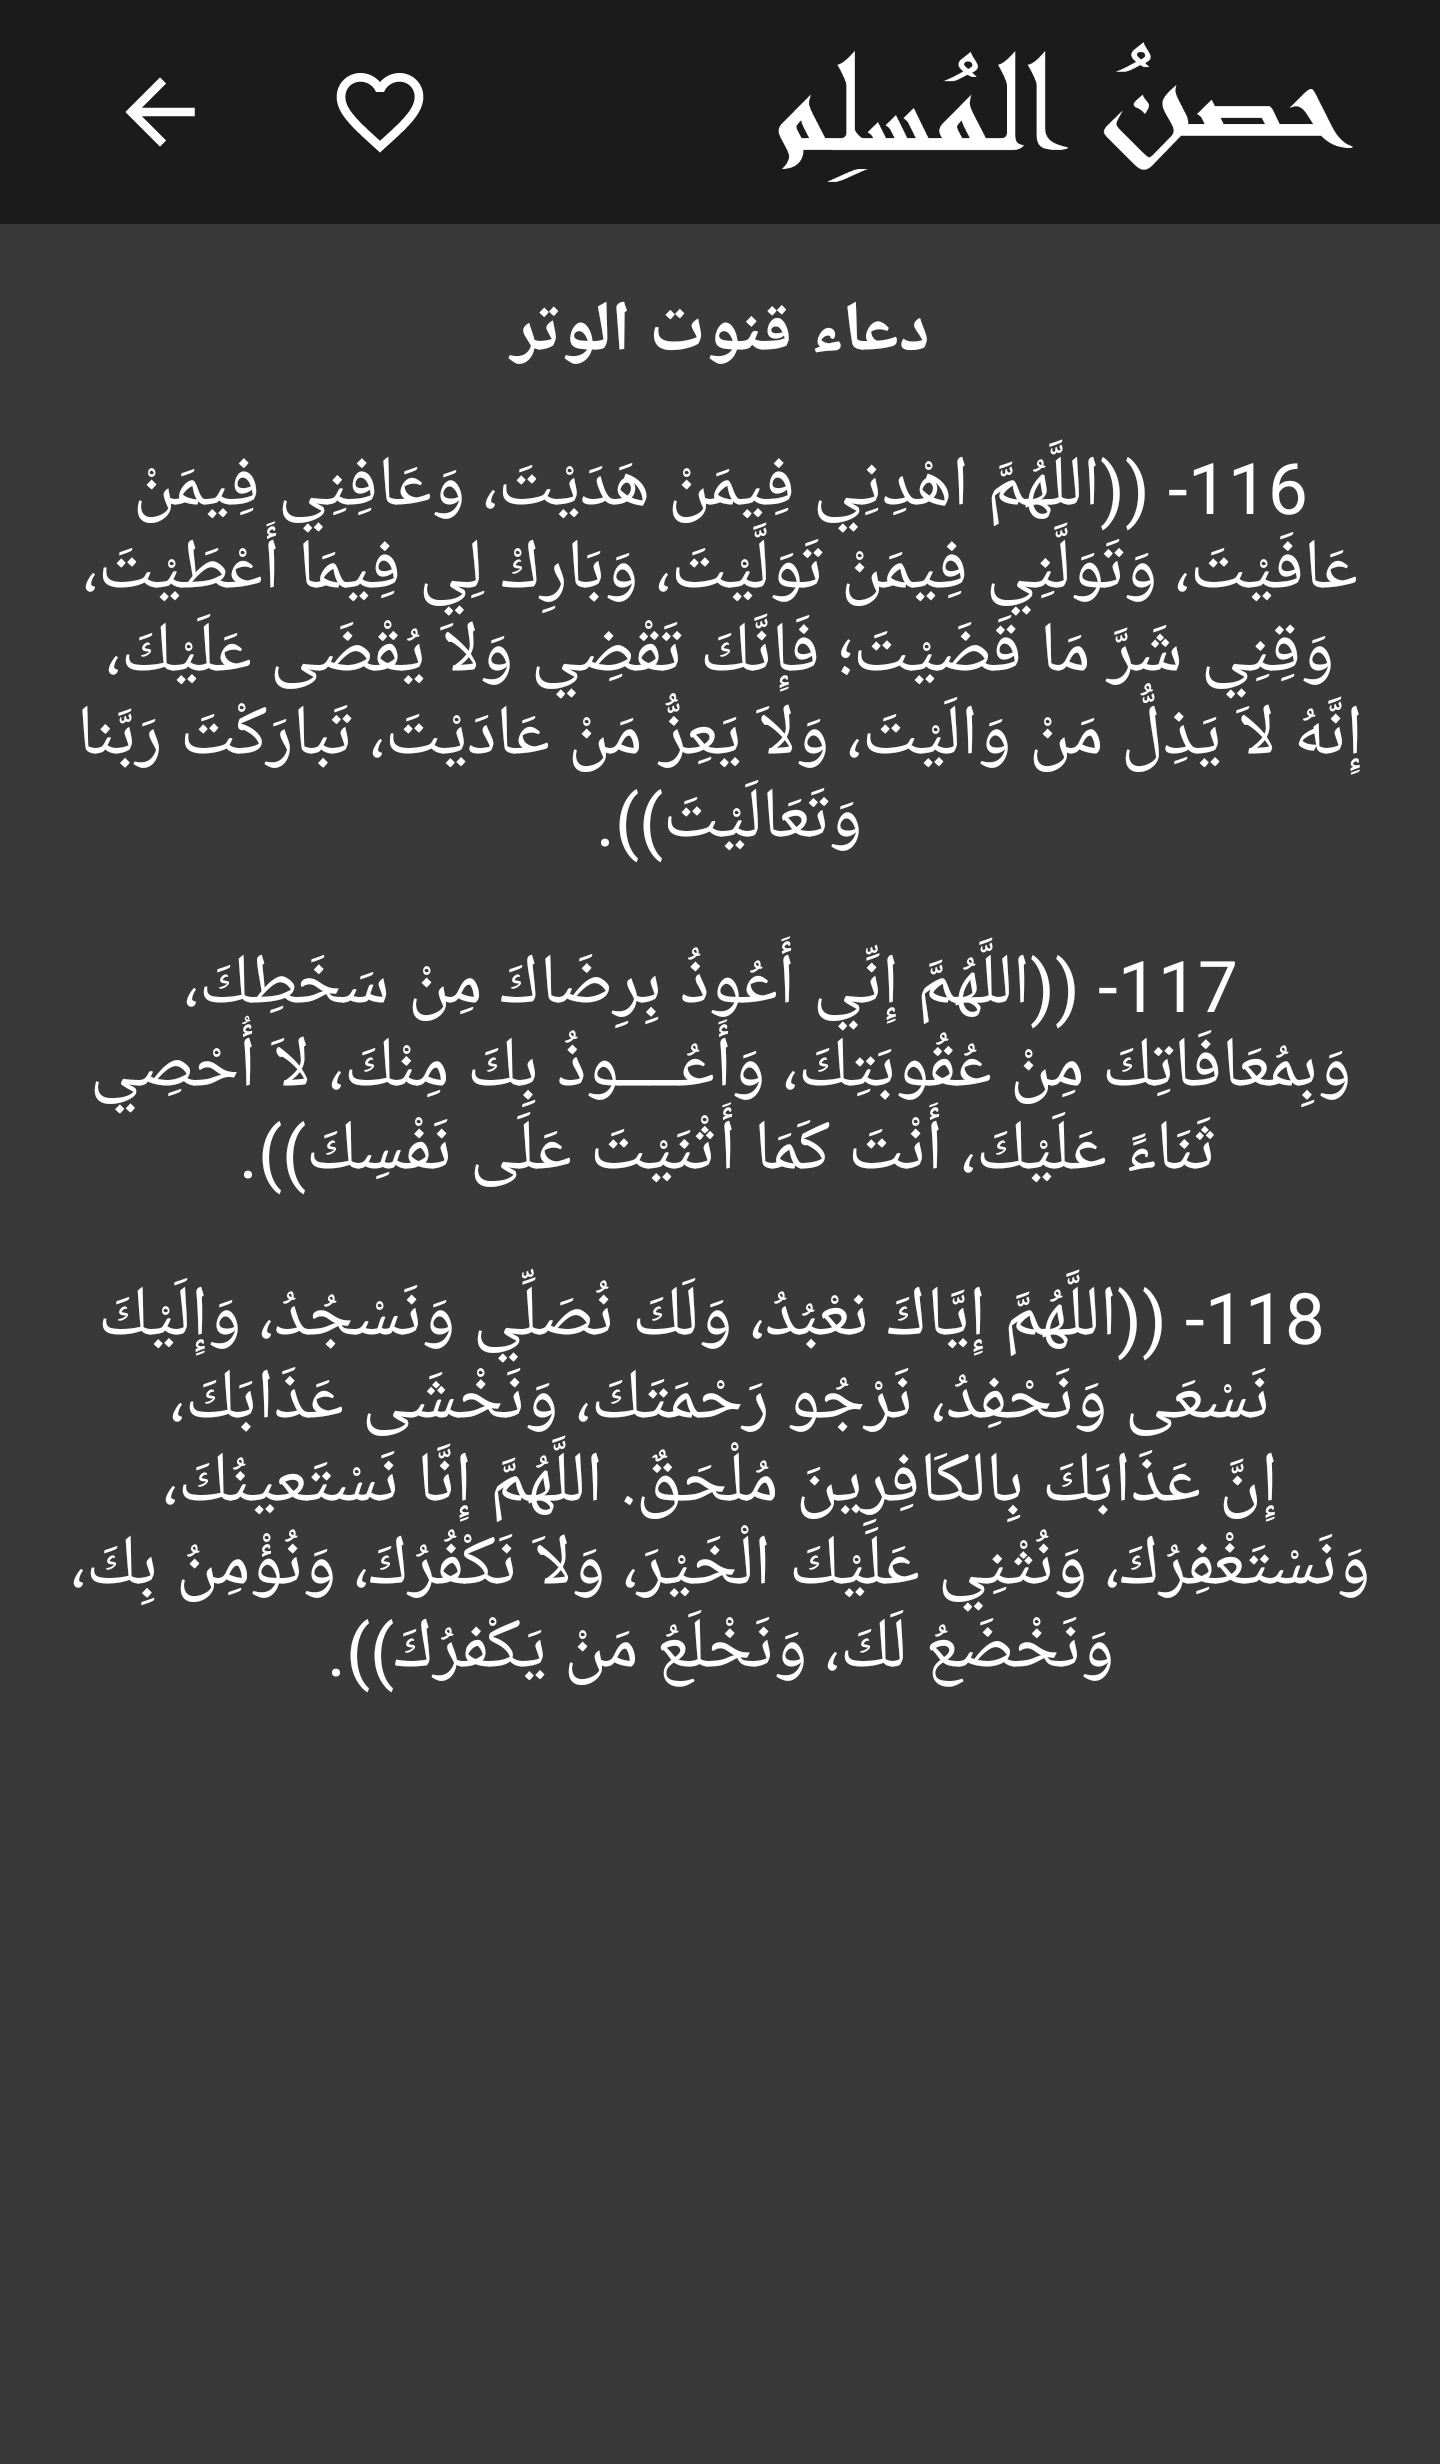 حصنُ المُسلِم
دعاء قنوت الوتر
116- ((اللَّهُمَّ اهْدِنِي فِيمَنْ هَدَيْتَ، وَعَافِنِي فِيمَنْ
عَافَيْتَ، وَتَوَلَّنِي فِيمَنْ تَوَلَّيْتَ، وَبَارِكْ لِي فِيمَا أَعْطَيْتَ،
وَقِنِي شَرَّ مَا قَضَيْتَ؛ فَإِنَّكَ تَقْضِي وَلاَ يُقْضَى عَلَيْكَ،
إِنَّهُ لاَ يَذِلُّ مَنْ وَالَيْتَ، وَلاَ يَعِزُّ مَنْ عَادَيْتَ، تَبارَكْتَ رَبَّنا
وَتَعَالَيْتَ)).
117- ((اللَّهُمَّ إِنِّي أَعُوذُ بِرِضَاكَ مِنْ سَخَطِكَ،
وَبِمُعَافَاتِكَ مِنْ عُقُوبَتِكَ، وَأَعُـــوذُ بِكَ مِنْكَ، لاَ أُحْصِي
ثَنَاءً عَلَيْكَ، أَنْتَ كَمَا أَثْنَيْتَ عَلَى نَفْسِكَ)).
118- ((اللَّهُمَّ إِيَّاكَ نعْبُدُ، وَلَكَ نُصَلِّي وَنَسْجُدُ، وَإِلَيْكَ
نَسْعَى وَنَحْفِدُ، نَرْجُو رَحْمَتَكَ، وَنَخْشَى عَذَابَكَ،
إِنَّ عَذَابَكَ بِالكَافِرِينَ مُلْحَقٌ. اللَّهُمَّ إِنَّا نَسْتَعينُكَ،
وَنَسْتَغْفِرُكَ، وَنُثْنِي عَلَيْكَ الْخَيْرَ، وَلاَ نَكْفُرُكَ، وَنُؤْمِنُ بِكَ،
وَنَخْضَعُ لَكَ، وَنَخْلَعُ مَنْ يَكْفرُكَ)).